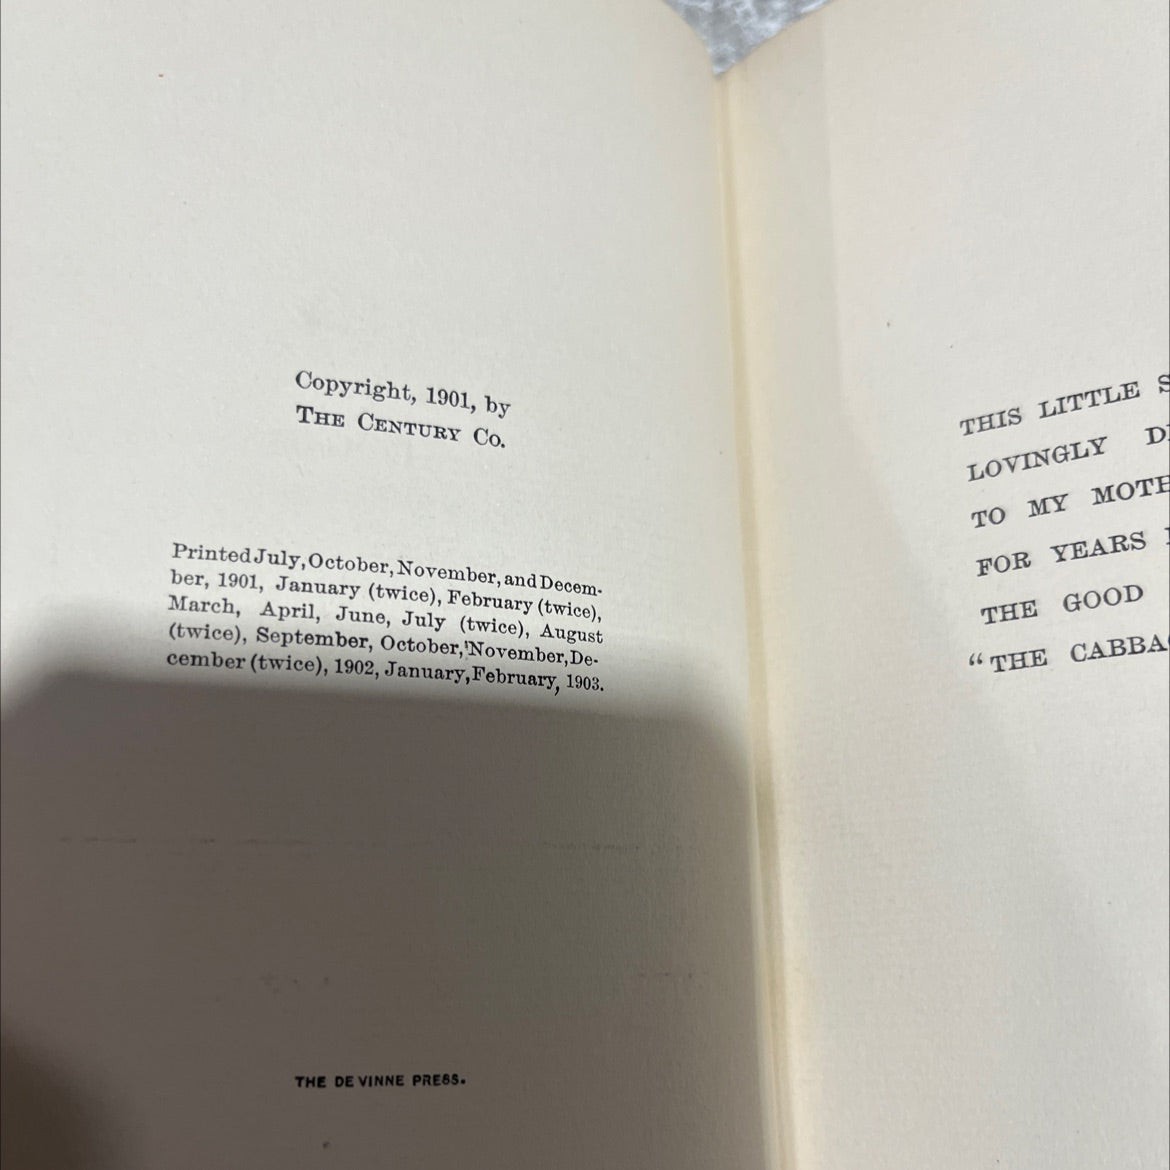 Copyright, 1901, by
THE CENTURY CO.
Printed July, October, November, and Decem-
ber, 1901, January (twice), February (twice),
March, April, June, July (twice), August
(twice), September, October, November, De-
cember (twice), 1902, January, February, 1903.
THE DE VINNE PRESS.
THIS LITTLE S
LOVINGLY
TO MY MOTH
FOR YEARS
THE GOOD
“THE CABBA